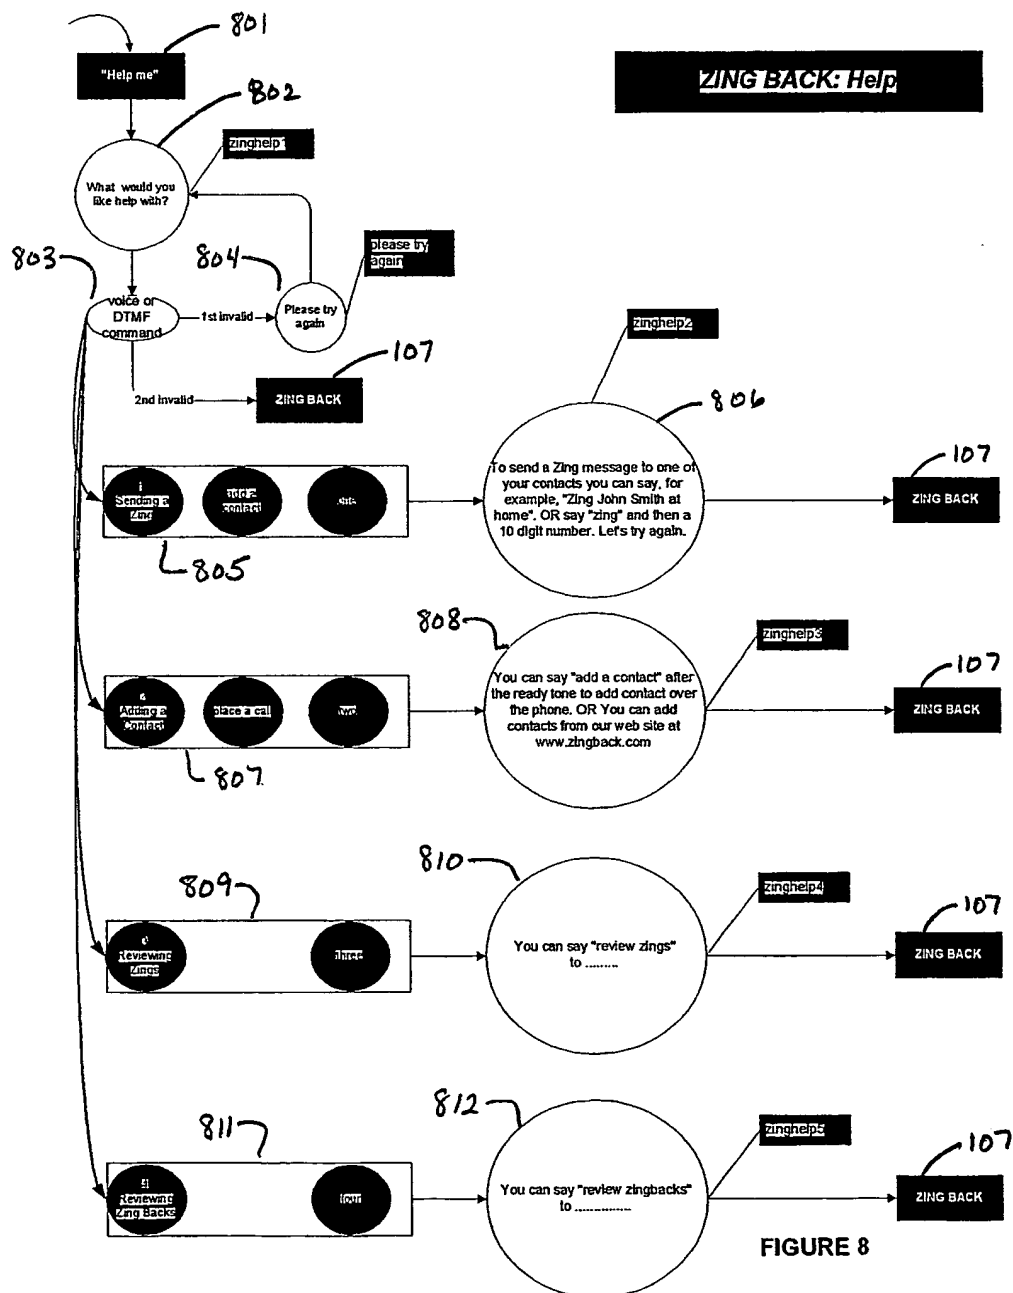 801
"Help me"
ZING BACK: Help
802
zinghelp1
What would you
like help with?
803
804
please try
again
voice or
DTMF
command
1st invalid
Please try
again
107
2nd invalid
ZING BACK
zinghelp2
806
107
1
Sending a
Zing
add a
contact
one
To send a Zing message to one of
your contacts you can say, for
example, "Zing John Smith at
home". OR say "zing" and then a
10 digit number. Let's try again.
ZING BACK
805
808
zinghelp3
107
Adding a
Contact
place a call
two
You can say "add a contact" after
the ready tone to add contact over
the phone. OR You can add
contacts from our web site at
www.zingback.com
ZING BACK
807
809
810
zinghelp4
107
Reviewing
Zings
three
You can say "review zings"
to .........
ZING BACK
811
812
zinghelp5
107
4
Reviewing
Zing Backs
four
You can say "review zingbacks"
to ...............
ZING BACK
FIGURE 8